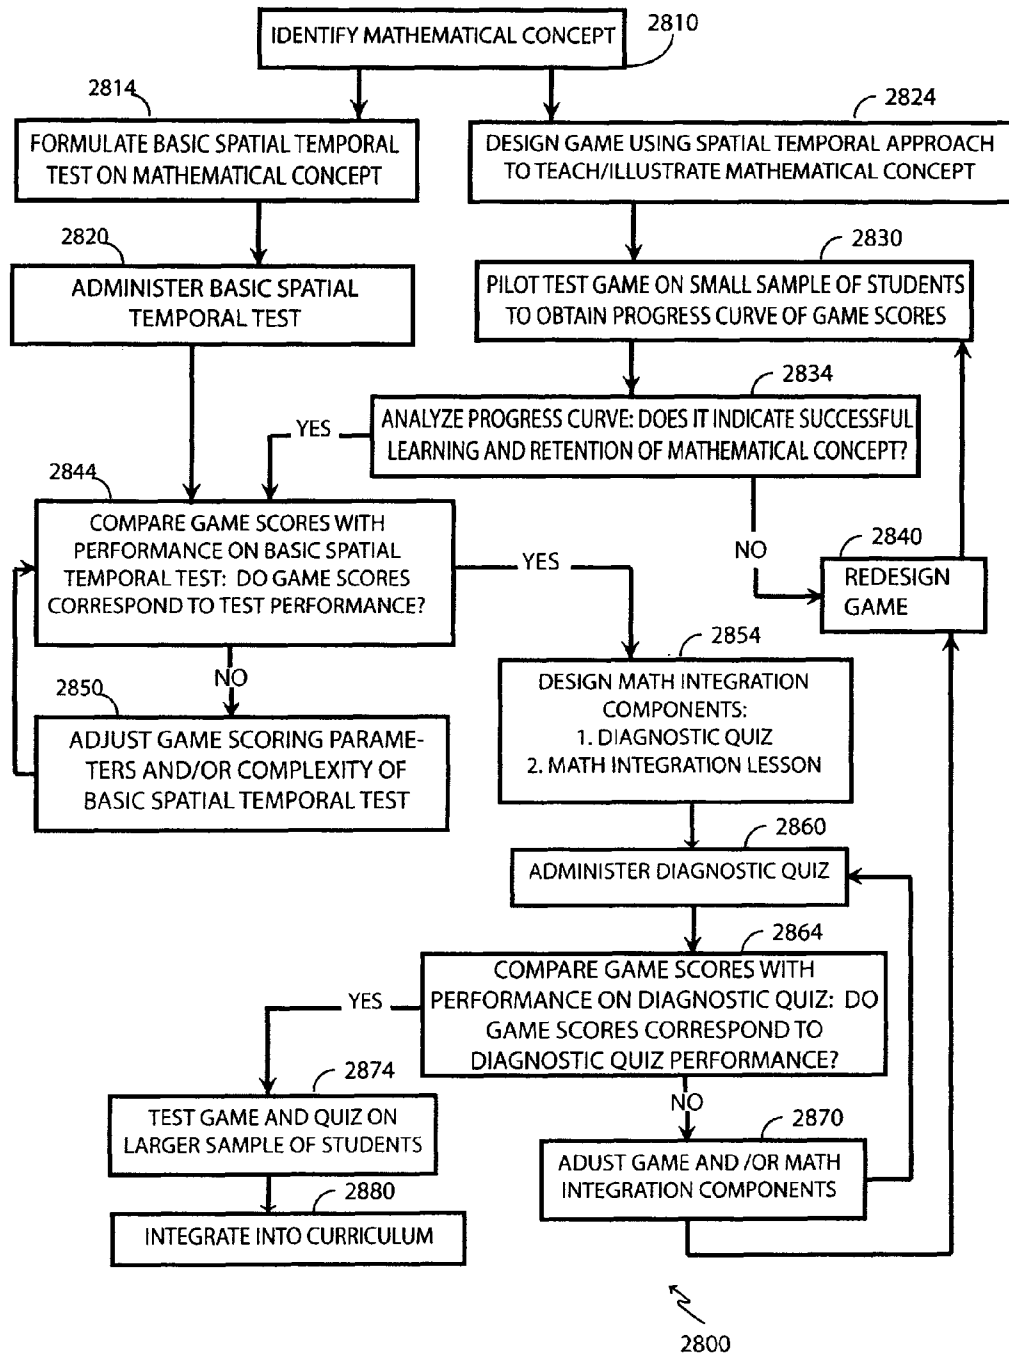 IDENTIFY MATHEMATICAL CONCEPT
2810
2814
FORMULATE BASIC SPATIAL TEMPORAL
TEST ON MATHEMATICAL CONCEPT
2824
DESIGN GAME USING SPATIAL TEMPORAL APPROACH
TO TEACH/ILLUSTRATE MATHEMATICAL CONCEPT
2820
ADMINISTER BASIC SPATIAL
TEMPORAL TEST
2830
PILOT TEST GAME ON SMALL SAMPLE OF STUDENTS
TO OBTAIN PROGRESS CURVE OF GAME SCORES
2834
ANALYZE PROGRESS CURVE: DOES IT INDICATE SUCCESSFUL
LEARNING AND RETENTION OF MATHEMATICAL CONCEPT?
YES
NO
2844
COMPARE GAME SCORES WITH
PERFORMANCE ON BASIC SPATIAL
TEMPORAL TEST: DO GAME SCORES
CORRESPOND TO TEST PERFORMANCE?
YES
NO
2840
REDESIGN
GAME
2850
ADJUST GAME SCORING PARAME-
TERS AND/OR COMPLEXITY OF
BASIC SPATIAL TEMPORAL TEST
2854
DESIGN MATH INTEGRATION
COMPONENTS:
1. DIAGNOSTIC QUIZ
2. MATH INTEGRATION LESSON
2860
ADMINISTER DIAGNOSTIC QUIZ
2864
COMPARE GAME SCORES WITH
PERFORMANCE ON DIAGNOSTIC QUIZ: DO
GAME SCORES CORRESPOND TO
DIAGNOSTIC QUIZ PERFORMANCE?
YES
NO
2874
TEST GAME AND QUIZ ON
LARGER SAMPLE OF STUDENTS
2870
ADUST GAME AND /OR MATH
INTEGRATION COMPONENTS
2880
INTEGRATE INTO CURRICULUM
2800